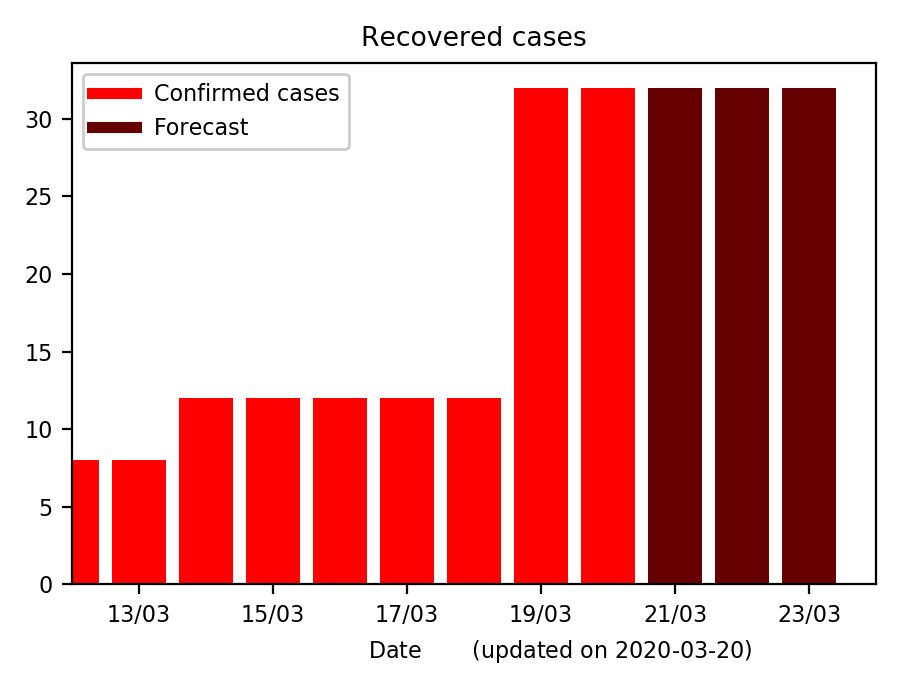 Recovered cases
Confirmed cases
Forecast
30
25
20
15
10
5
0
13/03 15/03 17/03 19/03 21/03 23/03
Date (updated on 2020-03-20)